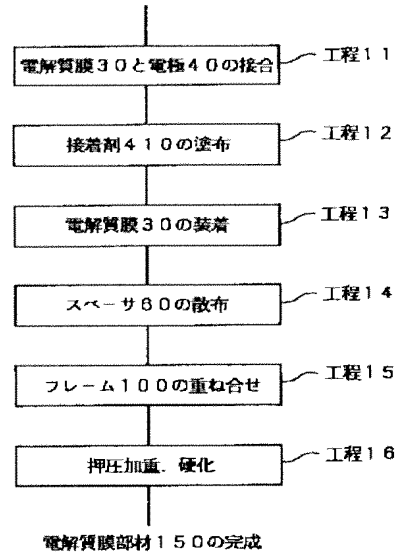 電解質膜30と電極40の接合
工程11
接着剤410の塗布
工程12
電解質膜30の装着
工程13
スペーサ60の散布
工程14
フレーム100の重ね合せ
工程15
押圧加重、硬化
工程16
電解質膜部材150の完成